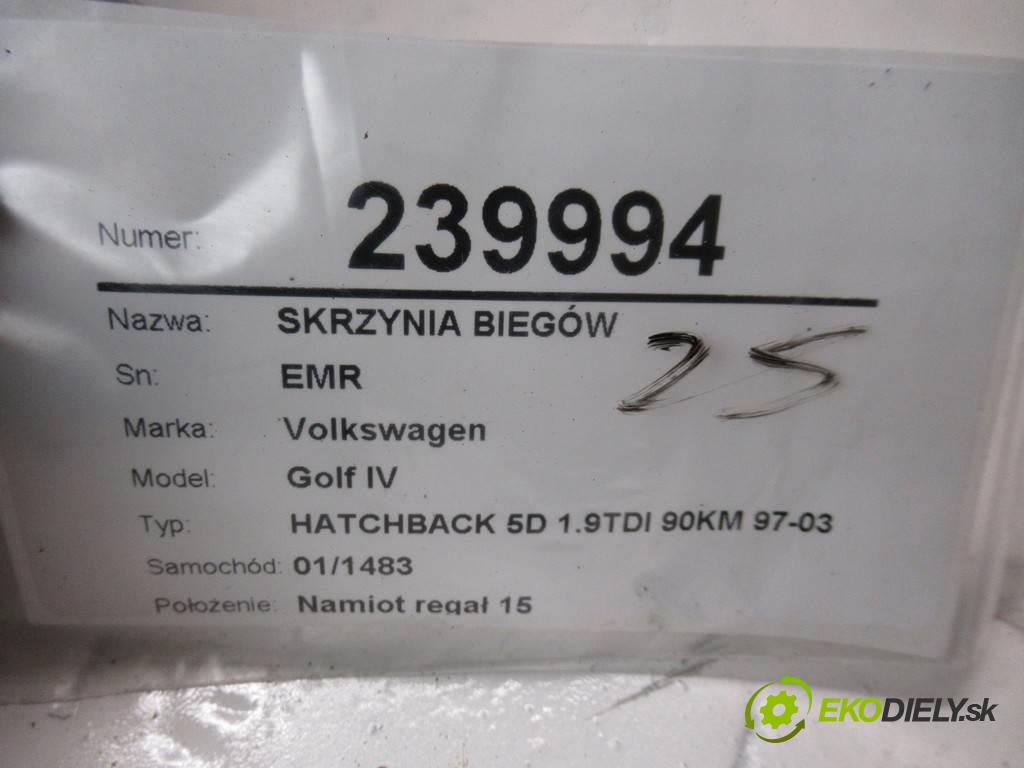 Numer: 239994
Nazwa: SKRZYNIA BIEGÓW
25
Sn: EMR
Marka: Volkswagen
Model: Golf IV
Typ: HATCHBACK 5D 1.9TDI 90KM 97-03
Samochód: 01/1483
Położenie: Namiot regał 15
EKODIELY.sk